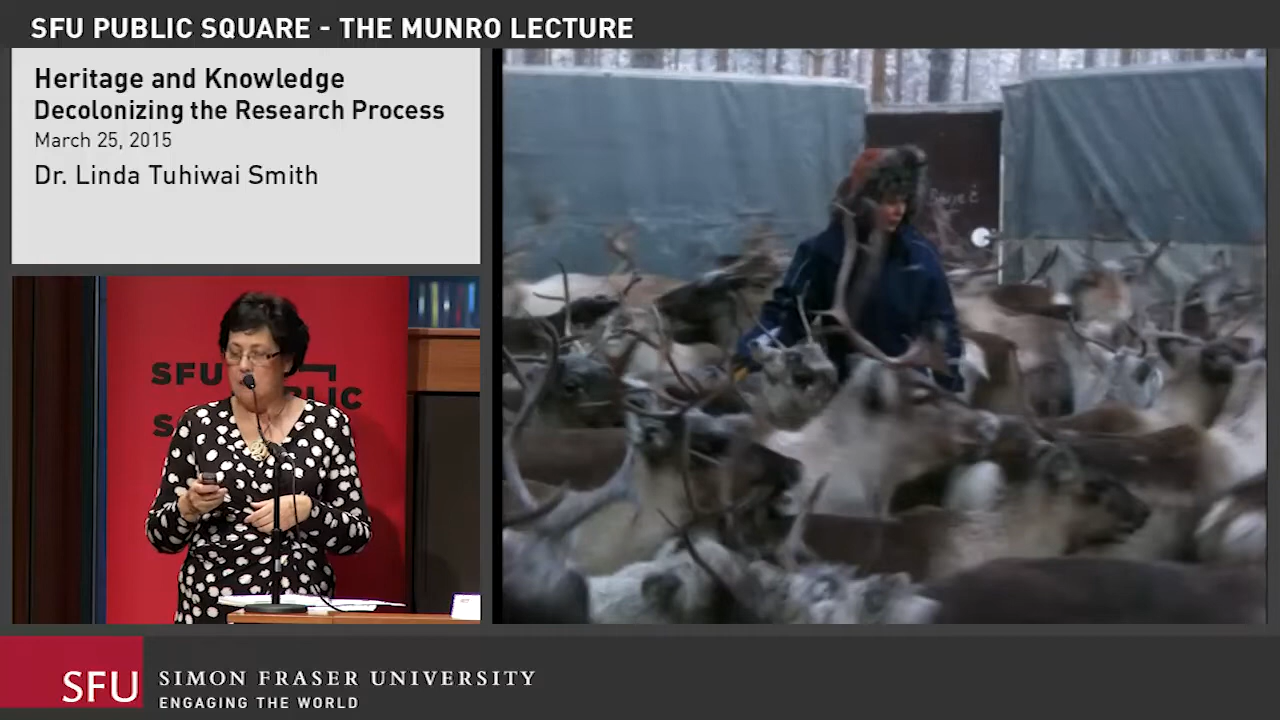 SFU PUBLIC SQUARE - THE MUNRO LECTURE
Heritage and Knowledge
Decolonizing the Research Process
March 25, 2015
Dr. Linda Tuhiwai Smith
SFU
SFU
SIMON FRASER UNIVERSITY
ENGAGING THE WORLD